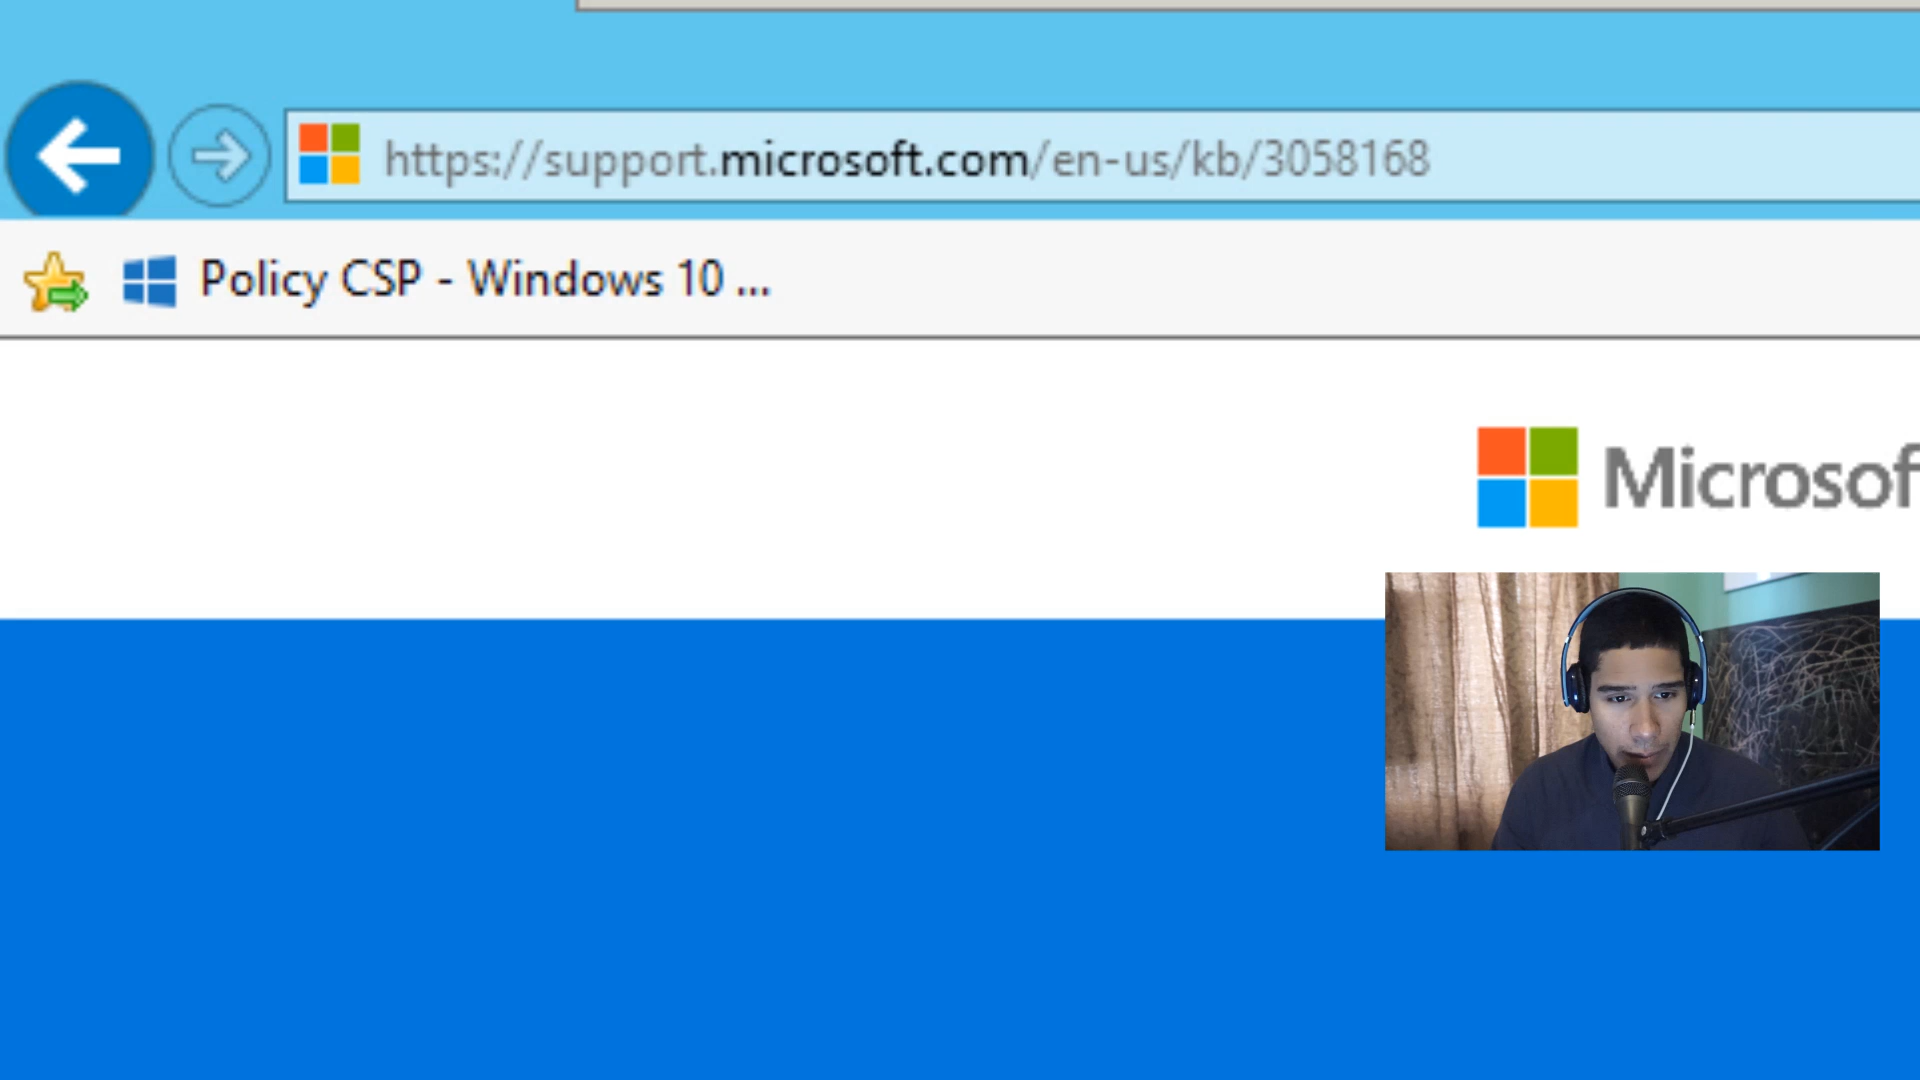 https://support.microsoft.com/en-us/kb/3058168
Policy CSP - Windows 10 ...
Microsof